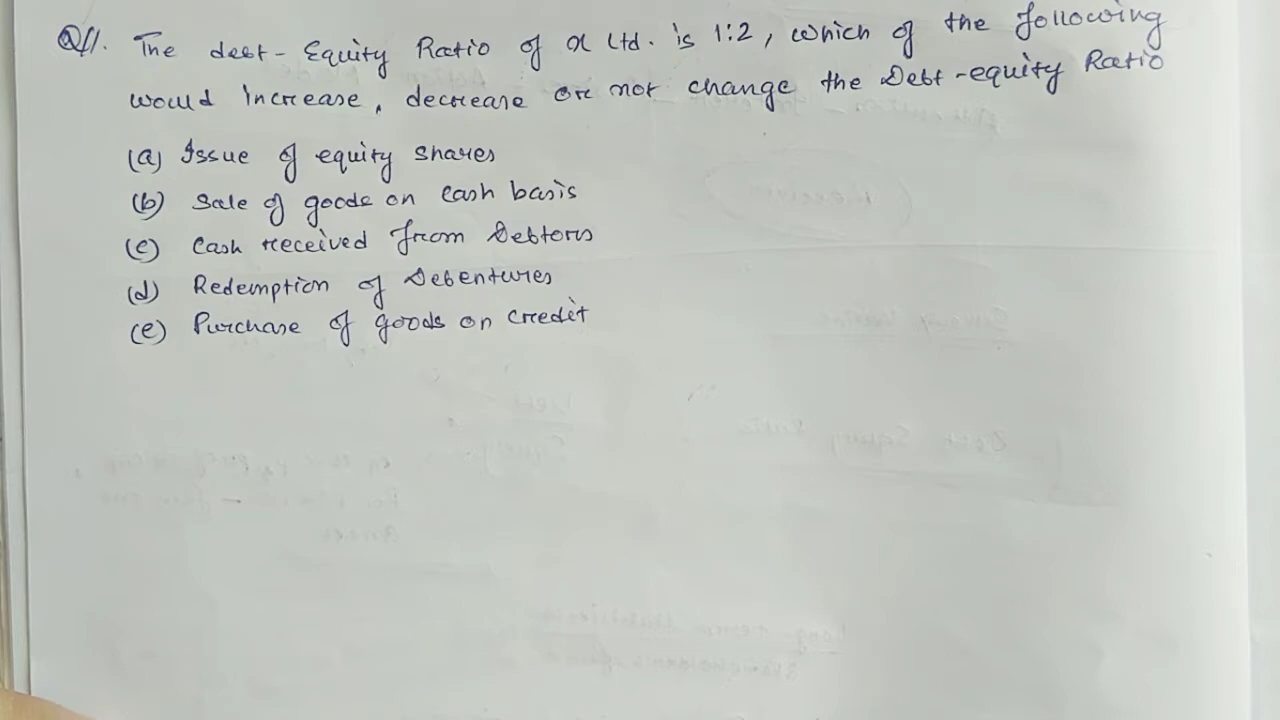 Q1. The debt-Equity Ratio of X Ltd. is 1:2, which of the following
would increase, decrease or not change the Debt-equity Ratio
(a) Issue of equity shares
(b) Sale of goods on cash basis
(c) Cash received from Debtors
(d) Redemption of Debentures
(e) Purchase of goods on credit